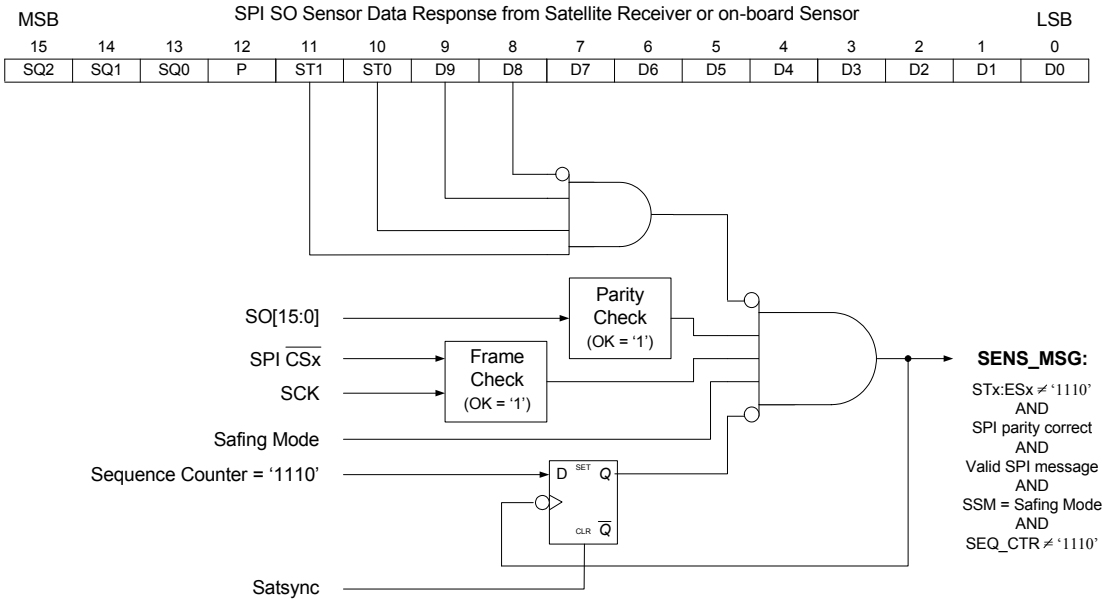 SPI SO Sensor Data Response from Satellite Receiver or on-board Sensor
MSB LSB
15 14 13 12 11 10 9 8 7 6 5 4 3 2 1 0
SQ2 SQ1 SQ0 P ST1 ST0 D9 D8 D7 D6 D5 D4 D3 D2 D1 D0
Parity
Check
(OK = '1')
SO[15:0]
SPI C̅S̅x̅
SCK
Frame
Check
(OK = '1')
Safing Mode
Sequence Counter = '1110'
D SET Q
CLR Q̅
Satsync
SENS_MSG:
STx:ESx ≠ '1110'
AND
SPI parity correct
AND
Valid SPI message
AND
SSM = Safing Mode
AND
SEQ_CTR ≠ '1110'